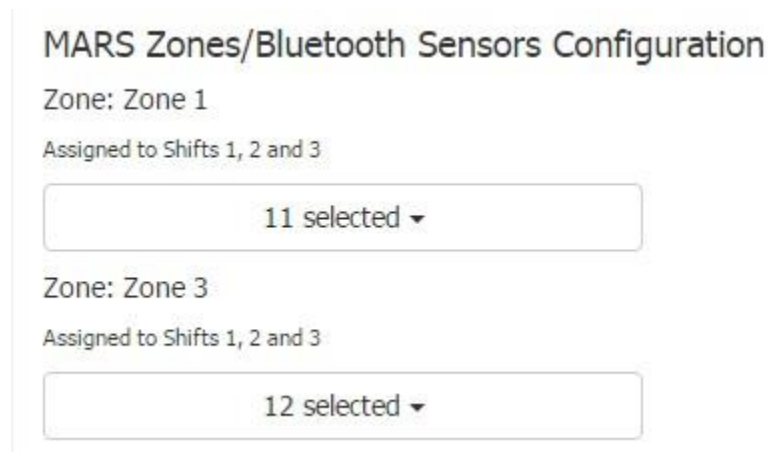 MARS Zones/Bluetooth Sensors Configuration
Zone: Zone 1
Assigned to Shifts 1, 2 and 3
11 selected
Zone: Zone 3
Assigned to Shifts 1, 2 and 3
12 selected